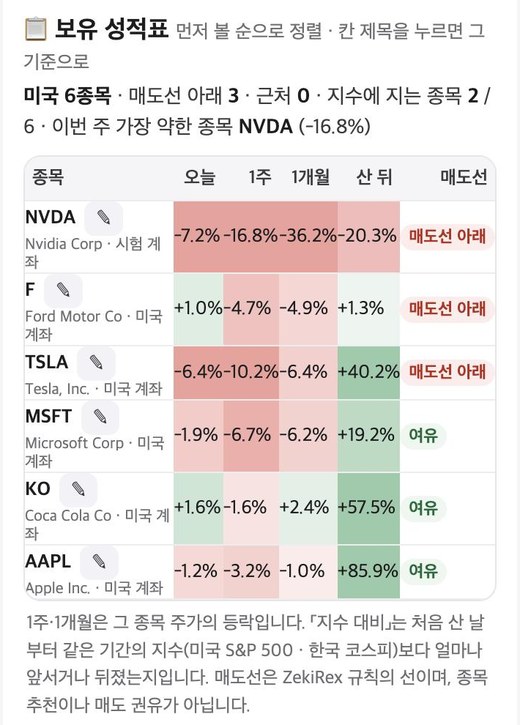 📋 보유 성적표 먼저 볼 순으로 정렬 · 칸 제목을 누르면 그
기준으로
미국 6종목 · 매도선 아래 3 · 근처 0 · 지수에 지는 종목 2 /
6 · 이번 주 가장 약한 종목 NVDA (-16.8%)
종목 오늘 1주 1개월 산 뒤 매도선
NVDA ✎
Nvidia Corp · 시험 계
좌
-7.2% -16.8% -36.2% -20.3% 매도선 아래
F ✎
Ford Motor Co · 미국
계좌
+1.0% -4.7% -4.9% +1.3% 매도선 아래
TSLA ✎
Tesla, Inc. · 미국 계좌
-6.4% -10.2% -6.4% +40.2% 매도선 아래
MSFT ✎
Microsoft Corp · 미국
계좌
-1.9% -6.7% -6.2% +19.2% 여유
KO ✎
Coca Cola Co · 미국 계
좌
+1.6% -1.6% +2.4% +57.5% 여유
AAPL ✎
Apple Inc. · 미국 계좌
-1.2% -3.2% -1.0% +85.9% 여유
1주·1개월은 그 종목 주가의 등락입니다. 「지수 대비」는 처음 산 날
부터 같은 기간의 지수(미국 S&P 500 · 한국 코스피)보다 얼마나
앞서거나 뒤졌는지입니다. 매도선은 ZekiRex 규칙의 선이며, 종목
추천이나 매도 권유가 아닙니다.